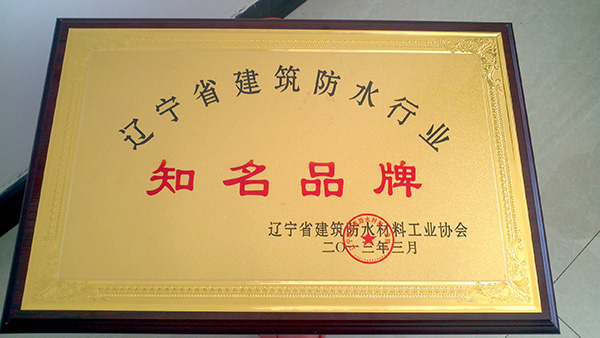 辽宁省建筑防水行业
知名品牌
辽宁省建筑防水材料工业协会
二〇一二年三月